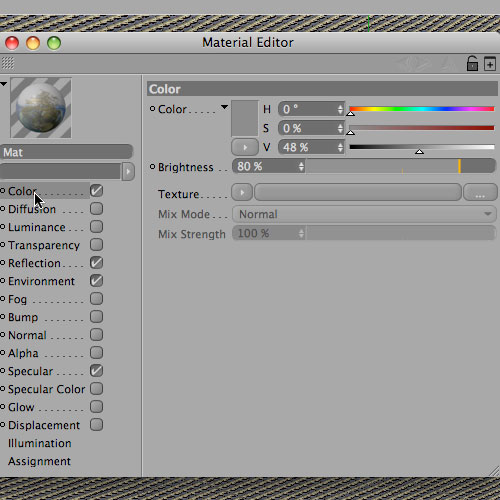 Material Editor
Mat
Color
Diffusion
Luminance
Transparency
Reflection
Environment
Fog
Bump
Normal
Alpha
Specular
Specular Color
Glow
Displacement
Illumination
Assignment
Color
Color H 0 °
S 0 %
V 48 %
Brightness 80 %
Texture ...
Mix Mode Normal
Mix Strength 100 %